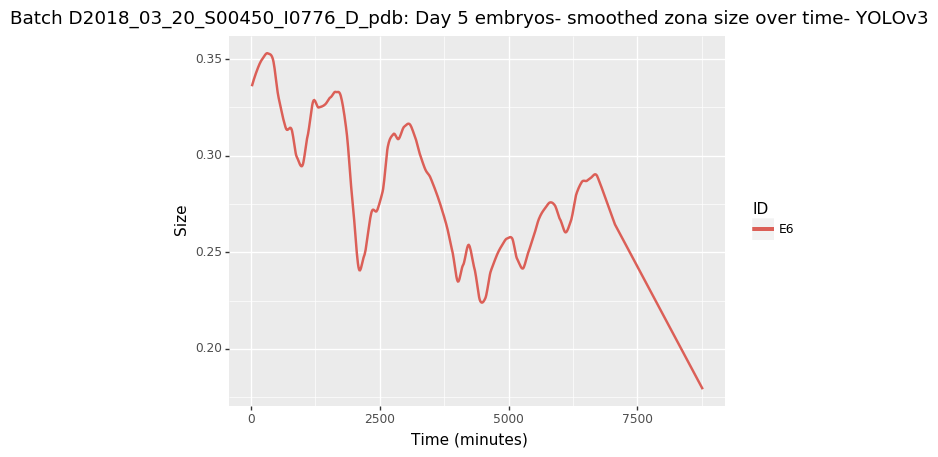 Batch D2018_03_20_S00450_I0776_D_pdb: Day 5 embryos- smoothed zona size over time- YOLOv3
0.35
0.30
0.25
0.20
Size
0
2500
5000
7500
Time (minutes)
ID
E6